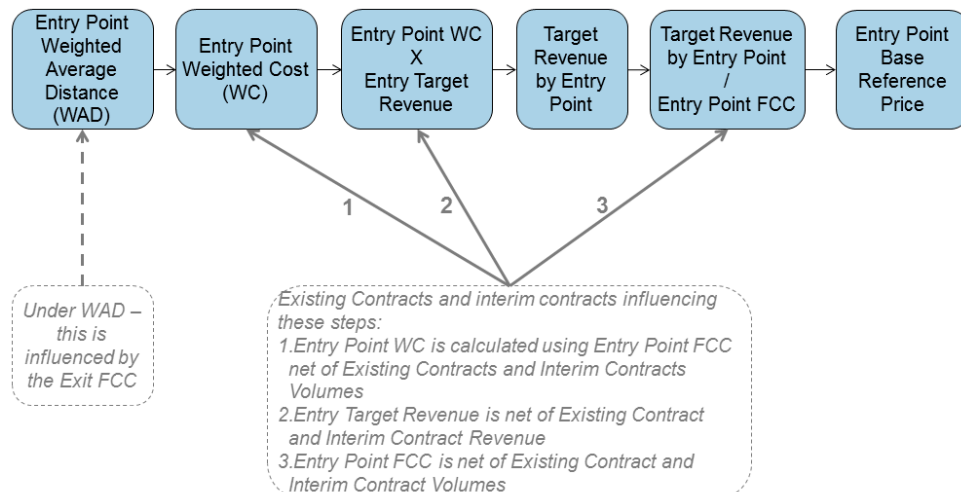 Entry Point
Weighted
Average
Distance
(WAD)
Entry Point
Weighted Cost
(WC)
Entry Point WC
X
Entry Target
Revenue
Target
Revenue
by Entry
Point
Target Revenue
by Entry Point
/
Entry Point FCC
Entry Point
Base
Reference
Price
1
2
3
Under WAD –
this is
influenced by
the Exit FCC
Existing Contracts and interim contracts influencing
these steps:
1.Entry Point WC is calculated using Entry Point FCC
net of Existing Contracts and Interim Contracts
Volumes
2.Entry Target Revenue is net of Existing Contract
and Interim Contract Revenue
3.Entry Point FCC is net of Existing Contract and
Interim Contract Volumes